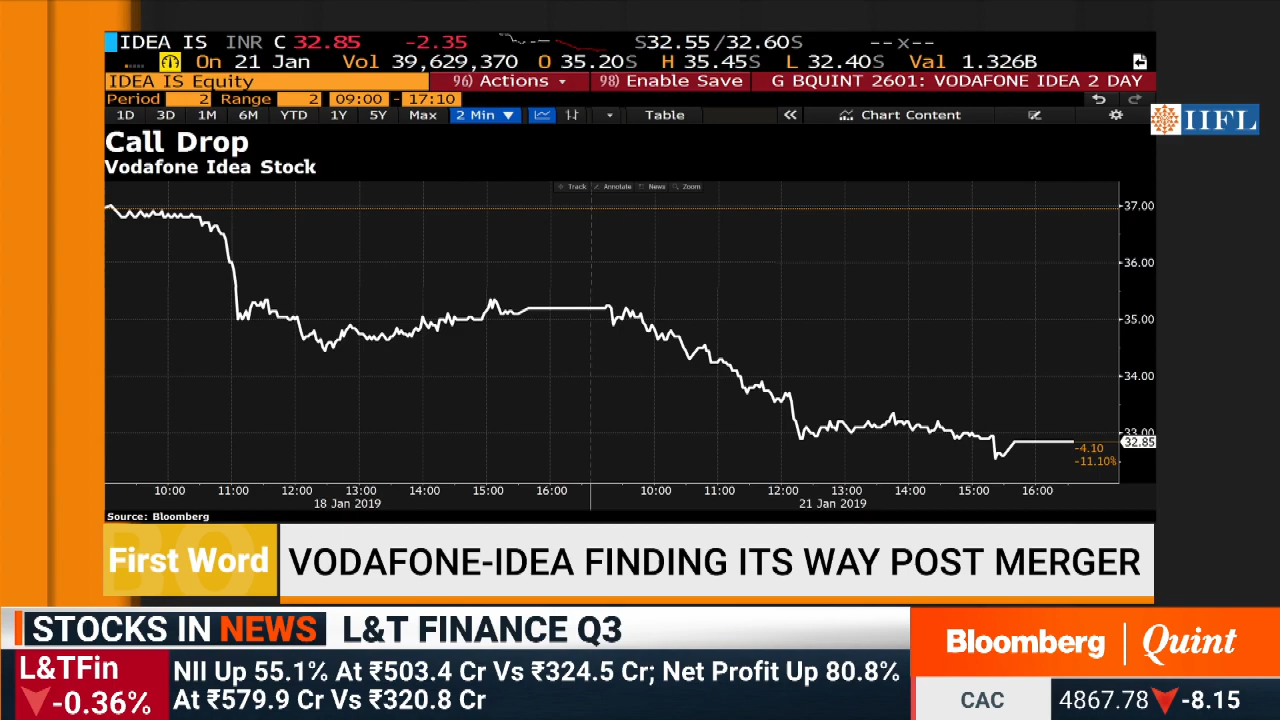 IDEA IS INR C 32.85 -2.35 S32.55/32.60S --x--
On 21 Jan Vol 39,629,370 O 35.20S H 35.45S L 32.40S Val 1.326B
IDEA IS Equity 96) Actions 98) Enable Save G BQUINT 2601: VODAFONE IDEA 2 DAY
Period 2 Range 2 09:00 - 17:10
1D 3D 1M 6M YTD 1Y 5Y Max 2 Min Table Chart Content
IIFL
Call Drop
Vodafone Idea Stock
Track Annotate News Zoom
37.00
36.00
35.00
34.00
33.00
32.85
-4.10
-11.10%
10:00 11:00 12:00 13:00 14:00 15:00 16:00 10:00 11:00 12:00 13:00 14:00 15:00 16:00
18 Jan 2019 21 Jan 2019
Source: Bloomberg
First Word VODAFONE-IDEA FINDING ITS WAY POST MERGER
STOCKS IN NEWS L&T FINANCE Q3
Bloomberg | Quint
L&TFin NII Up 55.1% At ₹503.4 Cr Vs ₹324.5 Cr; Net Profit Up 80.8%
-0.36% At ₹579.9 Cr Vs ₹320.8 Cr
CAC 4867.78 -8.15